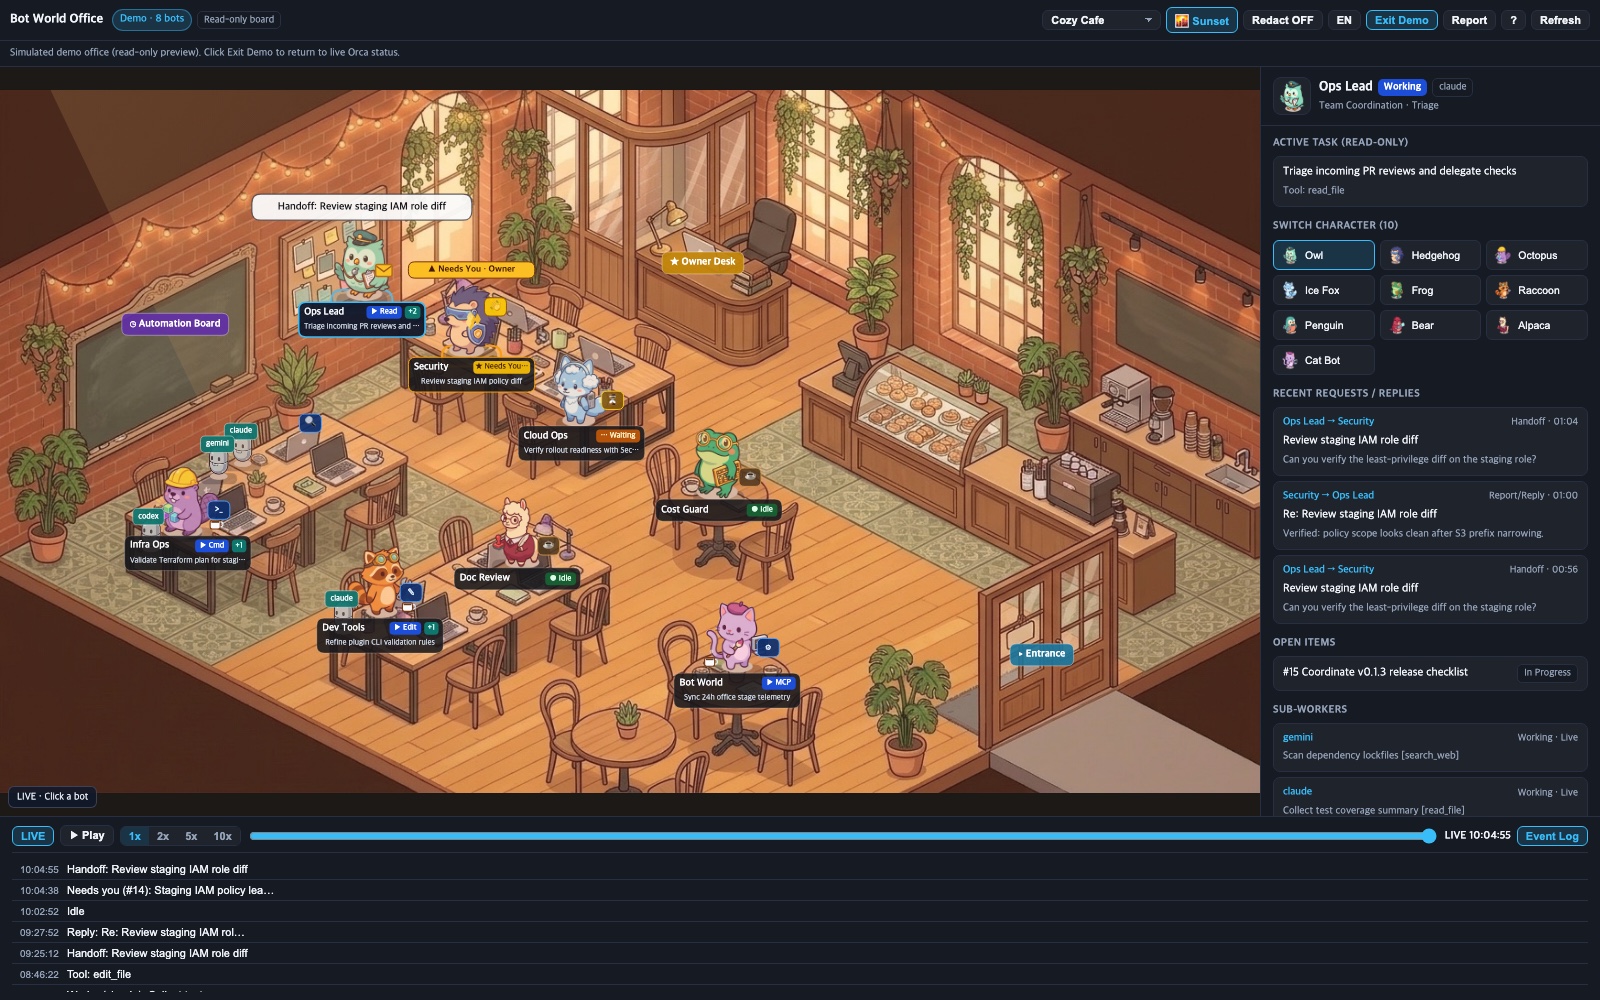 Bot World Office
Demo · 8 bots
Read-only board
Cozy Cafe
Sunset
Redact OFF
EN
Exit Demo
Report
?
Refresh
Simulated demo office (read-only preview). Click Exit Demo to return to live Orca status.
Handoff: Review staging IAM role diff
▲ Needs You · Owner
★ Owner Desk
Automation Board
Ops Lead
▶ Read
+2
Triage incoming PR reviews and ···
Security
★ Needs You···
Review staging IAM policy diff
Cloud Ops
··· Waiting
Verify rollout readiness with Sec···
claude
gemini
codex
>_
Infra Ops
▶ Cmd
+1
Validate Terraform plan for stagi···
Cost Guard
● Idle
Doc Review
● Idle
claude
Dev Tools
▶ Edit
+1
Refine plugin CLI validation rules
Bot World
▶ MCP
Sync 24h office stage telemetry
Entrance
LIVE · Click a bot
Ops Lead
Working
claude
Team Coordination · Triage
ACTIVE TASK (READ-ONLY)
Triage incoming PR reviews and delegate checks
Tool: read_file
SWITCH CHARACTER (10)
Owl
Hedgehog
Octopus
Ice Fox
Frog
Raccoon
Penguin
Bear
Alpaca
Cat Bot
RECENT REQUESTS / REPLIES
Ops Lead → Security
Handoff · 01:04
Review staging IAM role diff
Can you verify the least-privilege diff on the staging role?
Security → Ops Lead
Report/Reply · 01:00
Re: Review staging IAM role diff
Verified: policy scope looks clean after S3 prefix narrowing.
Ops Lead → Security
Handoff · 00:56
Review staging IAM role diff
Can you verify the least-privilege diff on the staging role?
OPEN ITEMS
#15 Coordinate v0.1.3 release checklist
In Progress
SUB-WORKERS
gemini
Working · Live
Scan dependency lockfiles [search_web]
claude
Working · Live
Collect test coverage summary [read_file]
LIVE
▶ Play
1x
2x
5x
10x
LIVE 10:04:55
Event Log
10:04:55 Handoff: Review staging IAM role diff
10:04:38 Needs you (#14): Staging IAM policy lea...
10:02:52 Idle
09:27:52 Reply: Re: Review staging IAM rol...
09:25:12 Handoff: Review staging IAM role diff
08:46:22 Tool: edit_file